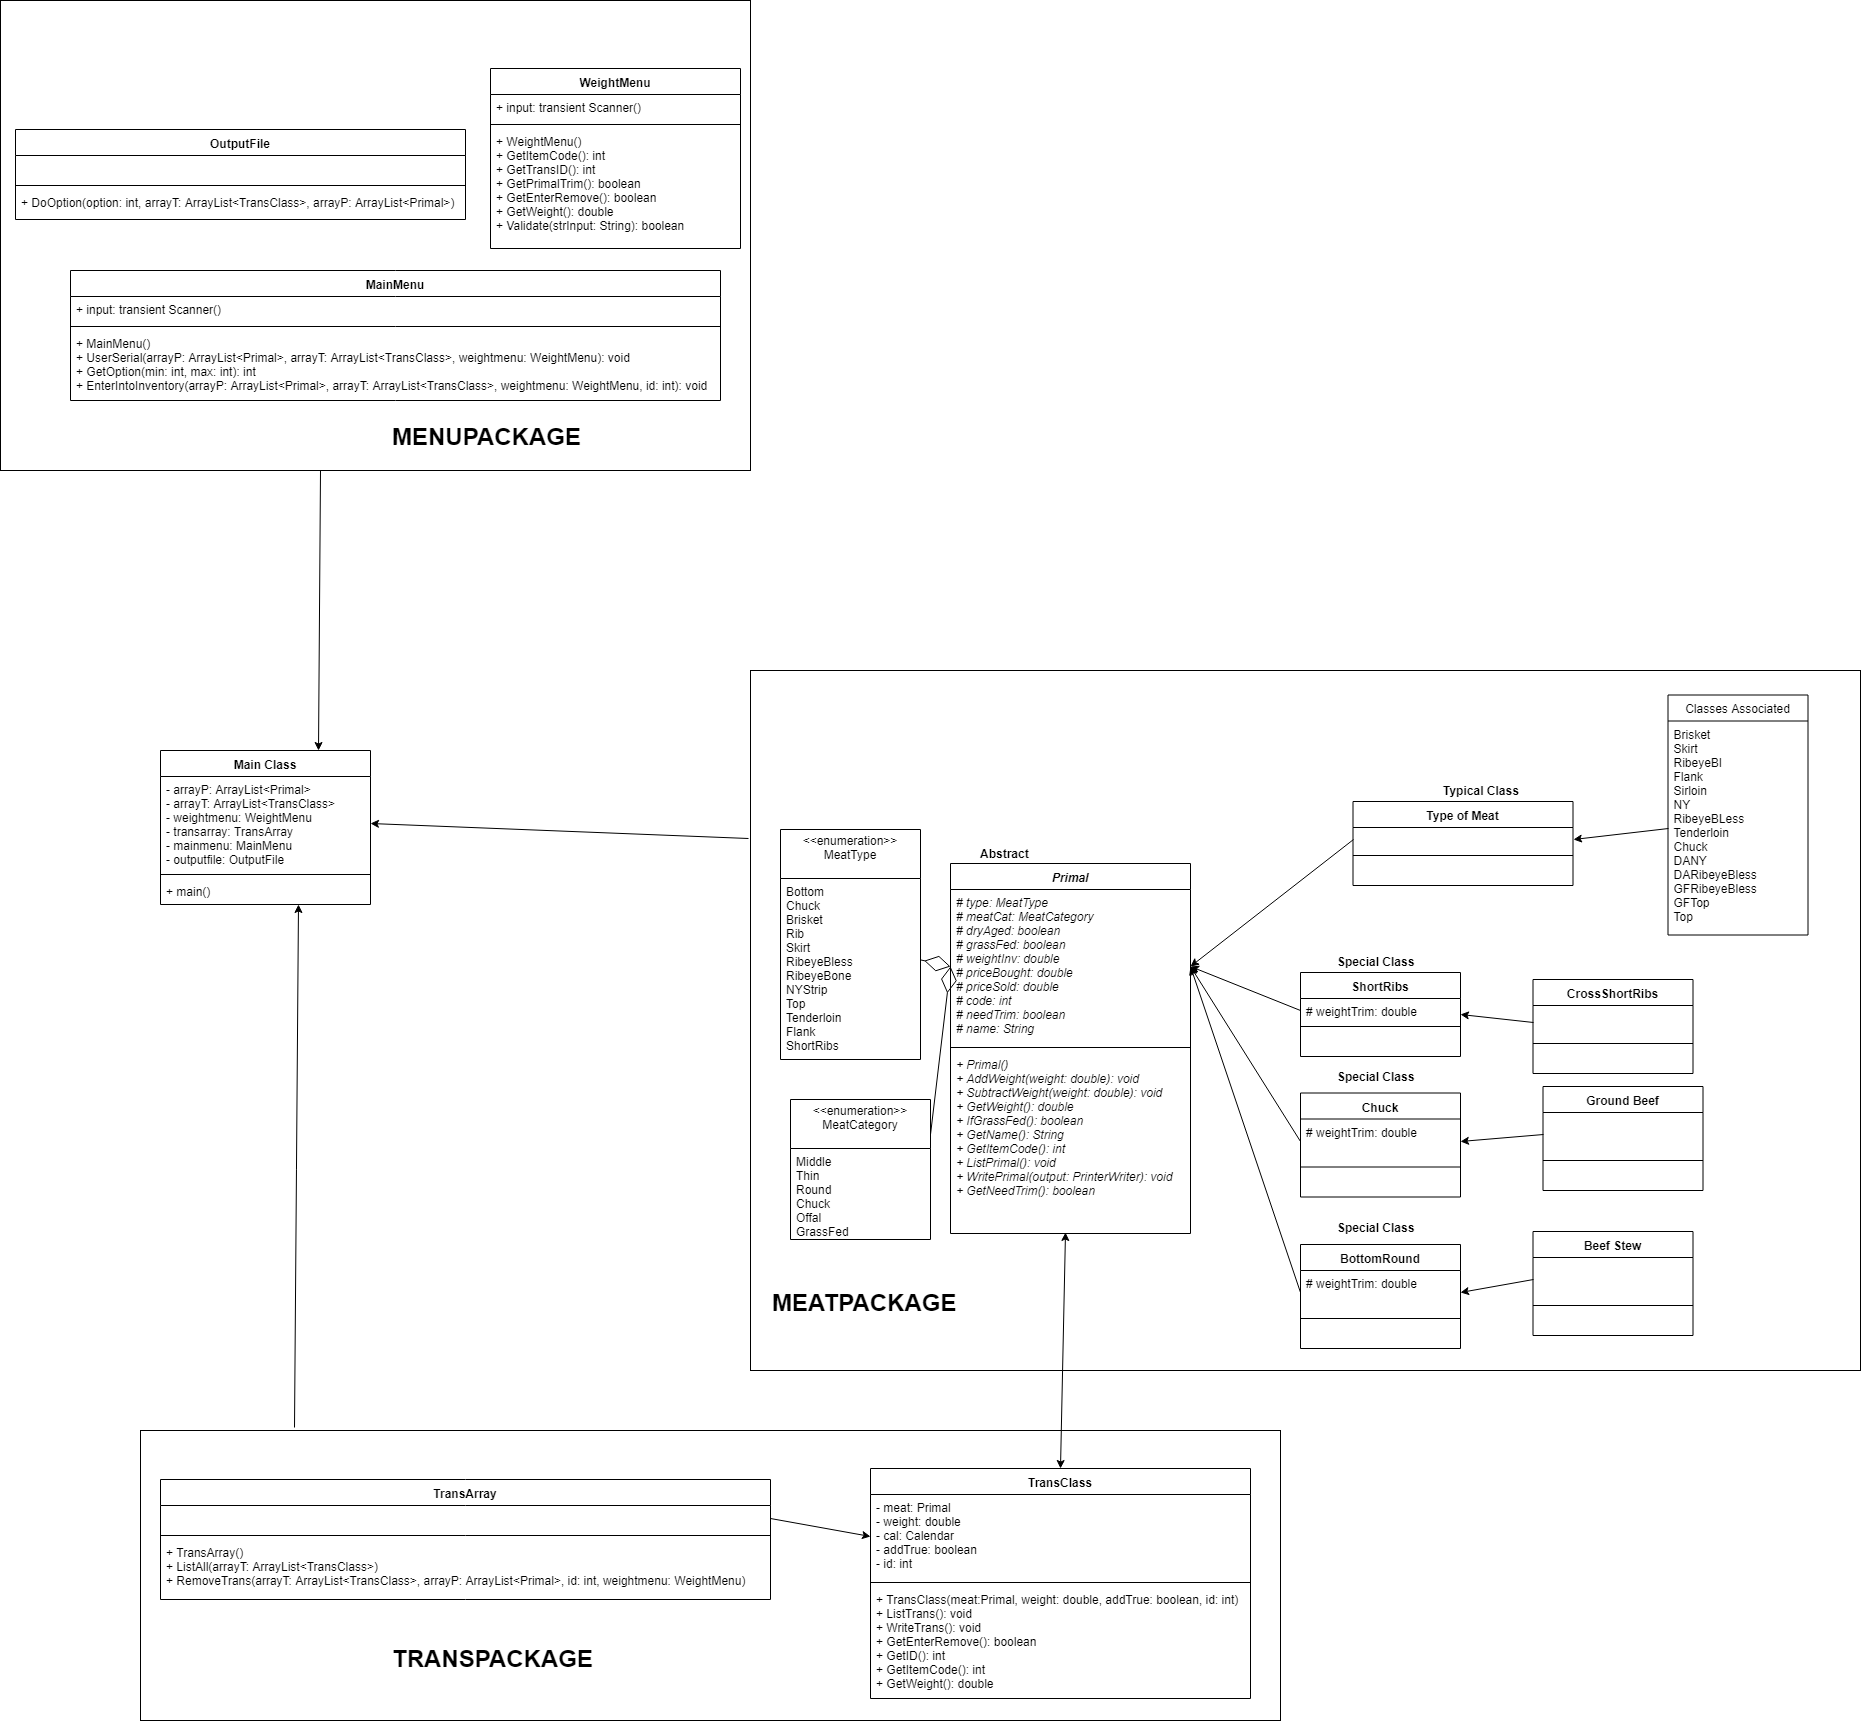 WeightMenu
+ input: transient Scanner()
+ WeightMenu()
+ GetItemCode(): int
+ GetTransID(): int
+ GetPrimalTrim(): boolean
+ GetEnterRemove(): boolean
+ GetWeight(): double
+ Validate(strInput: String): boolean
OutputFile
+ DoOption(option: int, arrayT: ArrayList<TransClass>, arrayP: ArrayList<Primal>)
MainMenu
+ input: transient Scanner()
+ MainMenu()
+ UserSerial(arrayP: ArrayList<Primal>, arrayT: ArrayList<TransClass>, weightmenu: WeightMenu): void
+ GetOption(min: int, max: int): int
+ EnterIntoInventory(arrayP: ArrayList<Primal>, arrayT: ArrayList<TransClass>, weightmenu: WeightMenu, id: int): void
MENUPACKAGE
Main Class
- arrayP: ArrayList<Primal>
- arrayT: ArrayList<TransClass>
- weightmenu: WeightMenu
- transarray: TransArray
- mainmenu: MainMenu
- outputfile: OutputFile
+ main()
<<enumeration>>
MeatType
Bottom
Chuck
Brisket
Rib
Skirt
RibeyeBless
RibeyeBone
NYStrip
Top
Tenderloin
Flank
ShortRibs
<<enumeration>>
MeatCategory
Middle
Thin
Round
Chuck
Offal
GrassFed
Abstract
Primal
# type: MeatType
# meatCat: MeatCategory
# dryAged: boolean
# grassFed: boolean
# weightInv: double
# priceBought: double
# priceSold: double
# code: int
# needTrim: boolean
# name: String
+ Primal()
+ AddWeight(weight: double): void
+ SubtractWeight(weight: double): void
+ GetWeight(): double
+ IfGrassFed(): boolean
+ GetName(): String
+ GetItemCode(): int
+ ListPrimal(): void
+ WritePrimal(output: PrinterWriter): void
+ GetNeedTrim(): boolean
Typical Class
Type of Meat
Classes Associated
Brisket
Skirt
RibeyeBI
Flank
Sirloin
NY
RibeyeBLess
Tenderloin
Chuck
DANY
DARibeyeBless
GFRibeyeBless
GFTop
Top
Special Class
ShortRibs
# weightTrim: double
CrossShortRibs
Special Class
Chuck
# weightTrim: double
Ground Beef
Special Class
BottomRound
# weightTrim: double
Beef Stew
MEATPACKAGE
TransArray
+ TransArray()
+ ListAll(arrayT: ArrayList<TransClass>)
+ RemoveTrans(arrayT: ArrayList<TransClass>, arrayP: ArrayList<Primal>, id: int, weightmenu: WeightMenu)
TransClass
- meat: Primal
- weight: double
- cal: Calendar
- addTrue: boolean
- id: int
+ TransClass(meat:Primal, weight: double, addTrue: boolean, id: int)
+ ListTrans(): void
+ WriteTrans(): void
+ GetEnterRemove(): boolean
+ GetID(): int
+ GetItemCode(): int
+ GetWeight(): double
TRANSPACKAGE